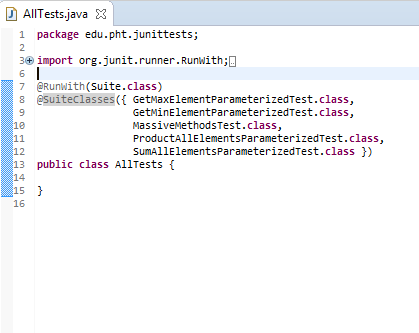 AllTests.java
1 package edu.pht.junittests;
2
3 import org.junit.runner.RunWith;
6
7 @RunWith(Suite.class)
8 @SuiteClasses({ GetMaxElementParameterizedTest.class,
9 GetMinElementParameterizedTest.class,
10 MassiveMethodsTest.class,
11 ProductAllElementsParameterizedTest.class,
12 SumAllElementsParameterizedTest.class })
13 public class AllTests {
14
15 }
16